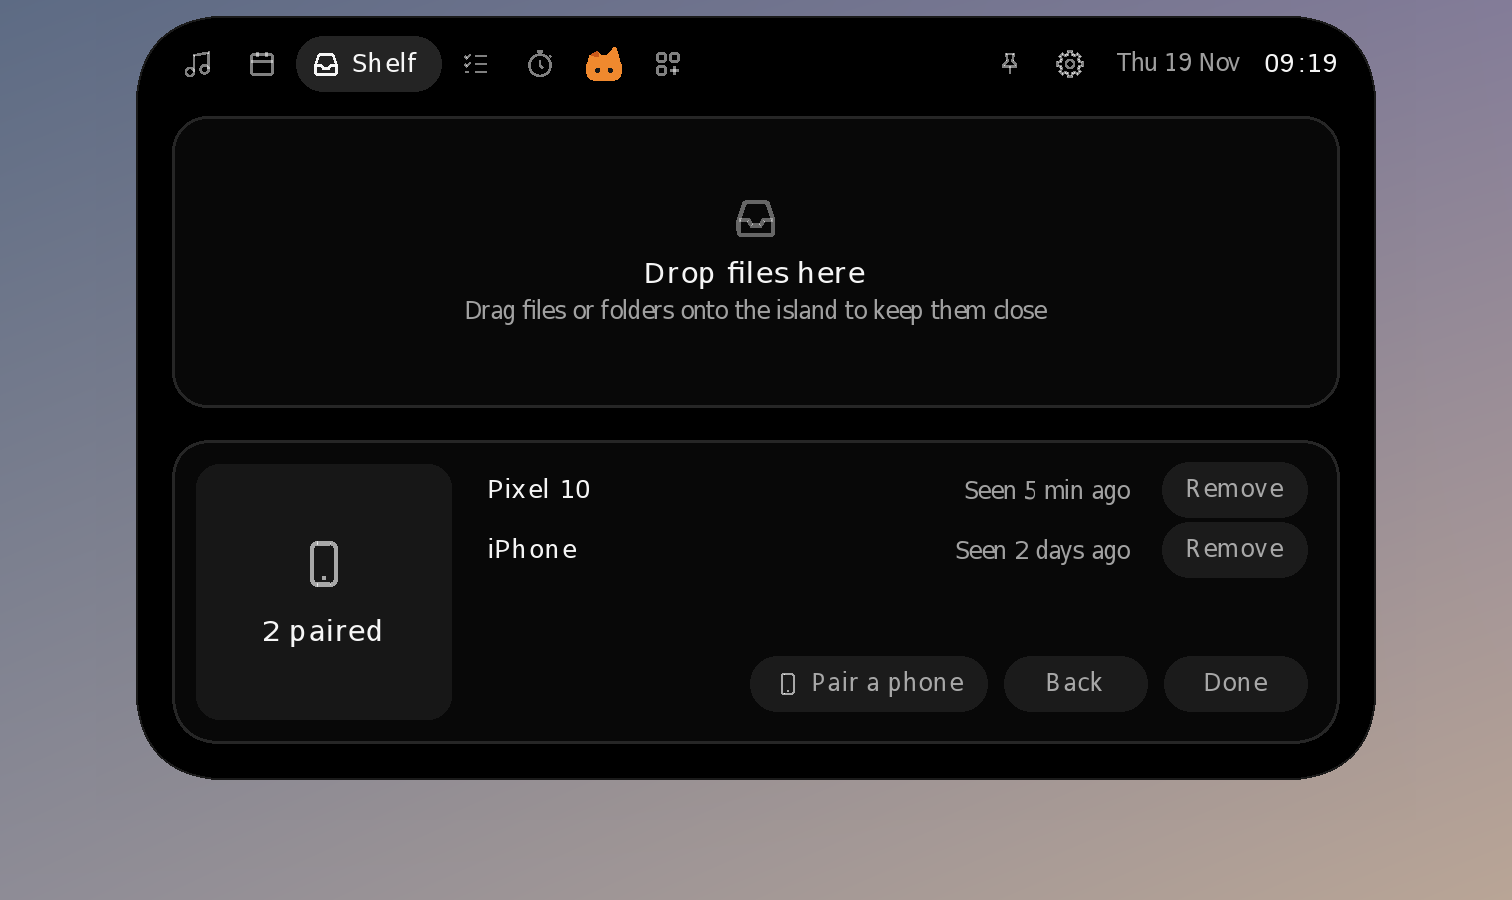 Shelf
Thu 19 Nov 09:19
Drop files here
Drag files or folders onto the island to keep them close
2 paired
Pixel 10 Seen 5 min ago Remove
iPhone Seen 2 days ago Remove
Pair a phone Back Done